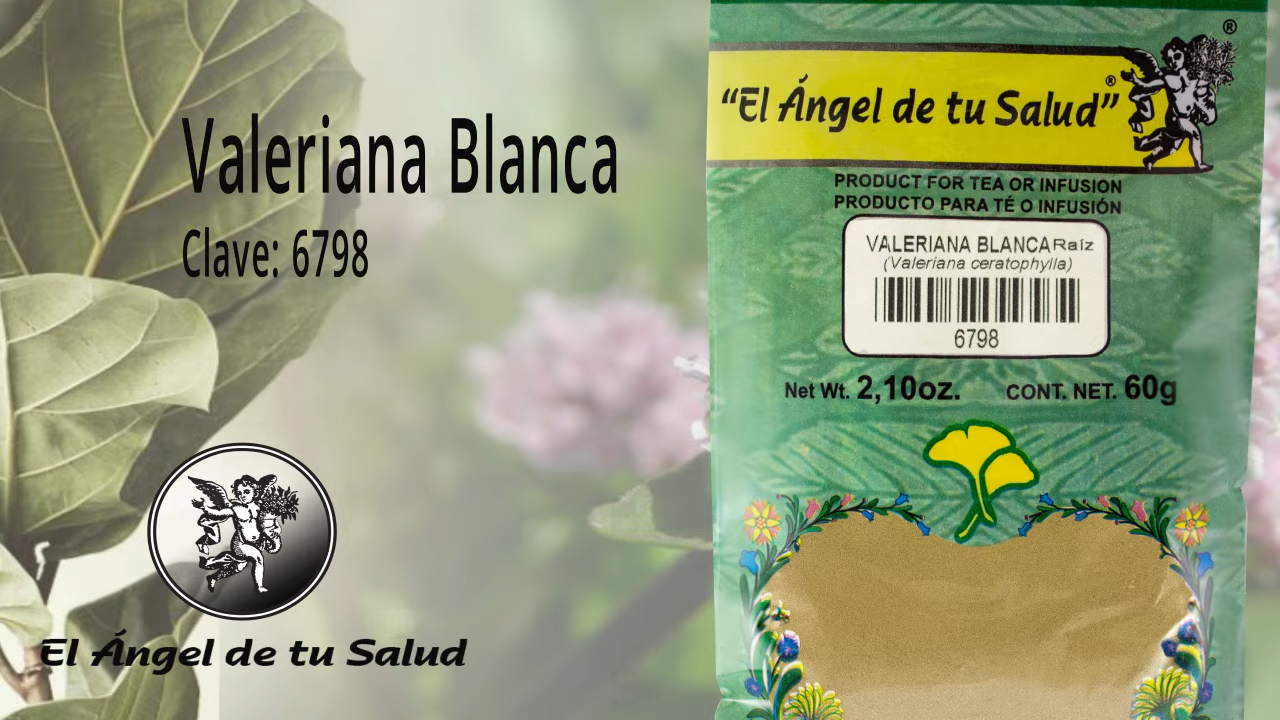 Valeriana Blanca
Clave: 6798
El Ángel de tu Salud
®
"El Ángel de tu Salud"®
PRODUCT FOR TEA OR INFUSION
PRODUCTO PARA TÉ O INFUSIÓN
VALERIANA BLANCA Raíz
(Valeriana ceratophylla)
6798
Net Wt. 2,10oz. CONT. NET. 60g